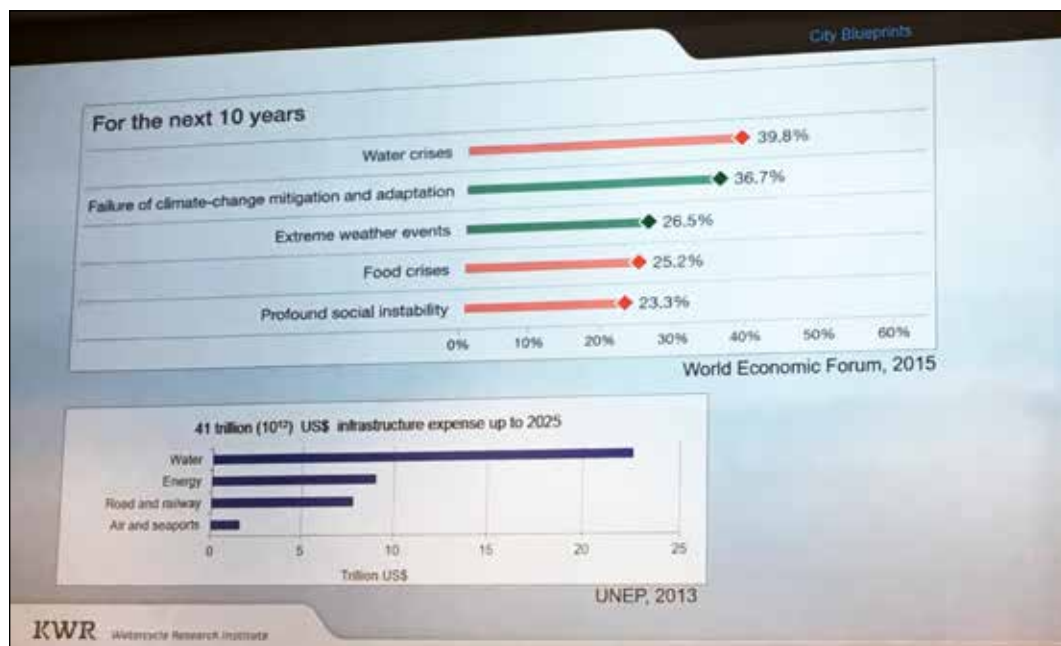 City Blueprints
For the next 10 years
Water crises 39.8%
Failure of climate-change mitigation and adaptation 36.7%
Extreme weather events 26.5%
Food crises 25.2%
Profound social instability 23.3%
0% 10% 20% 30% 40% 50% 60%
World Economic Forum, 2015
41 trillion (10¹²) US$ infrastructure expense up to 2025
Water
Energy
Road and railway
Air and seaports
0 5 10 15 20 25
Trillion US$
UNEP, 2013
KWR Watercycle Research Institute